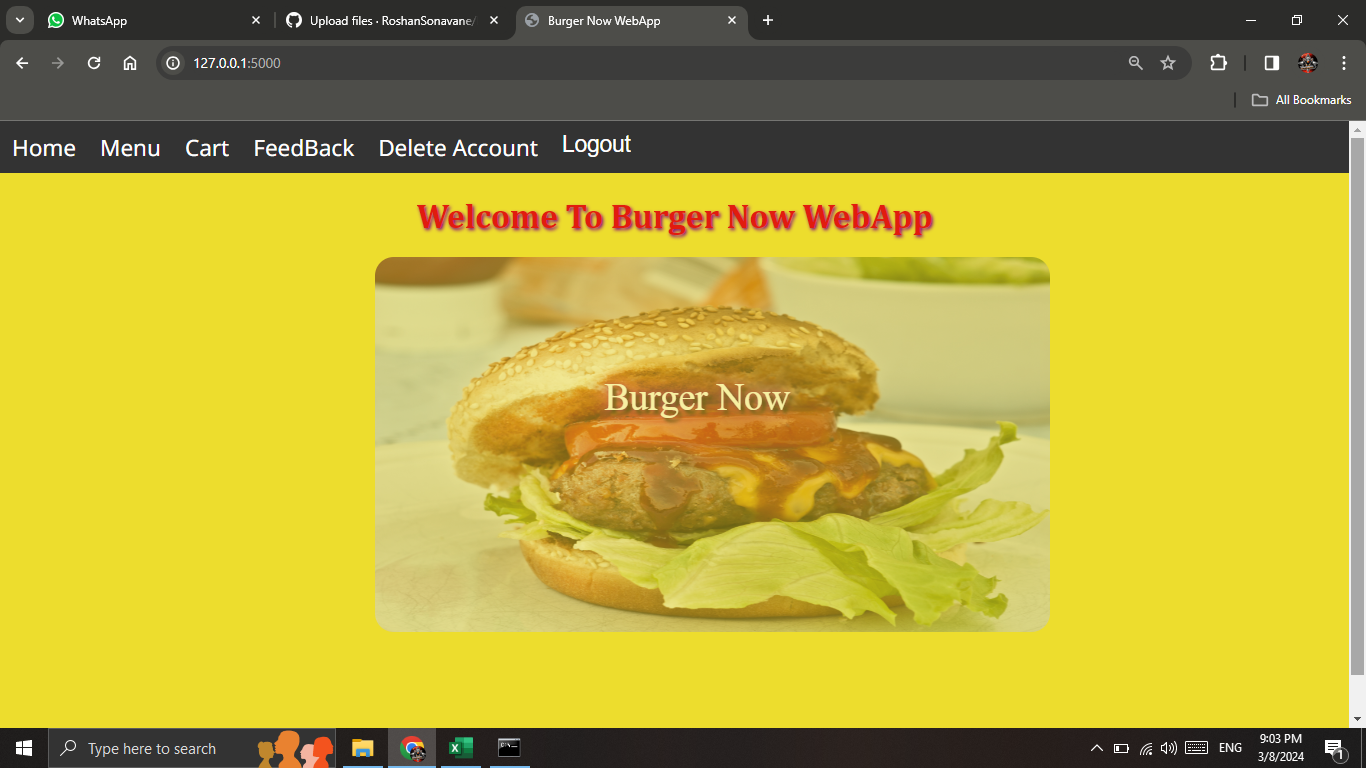 WhatsApp
Upload files · RoshanSonavane/
Burger Now WebApp
127.0.0.1:5000
All Bookmarks
Home Menu Cart FeedBack Delete Account Logout
Welcome To Burger Now WebApp
Burger Now
Type here to search
ENG
9:03 PM
3/8/2024
1